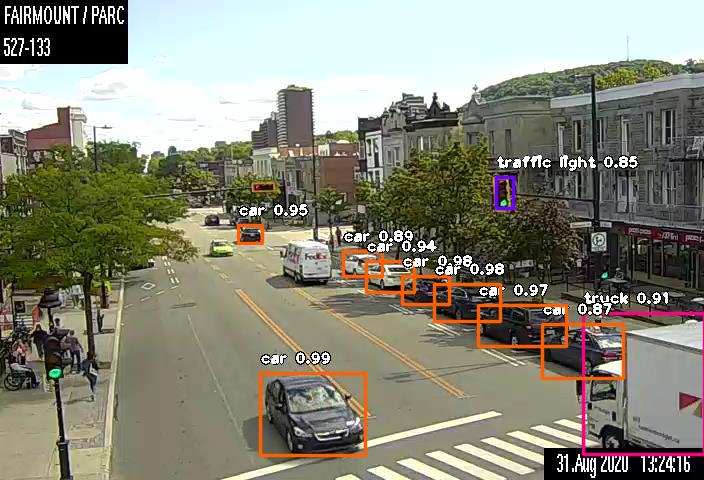 FAIRMOUNT / PARC
527-133
traffic light 0.85
car 0.95
car 0.89
car 0.94
car 0.98
car 0.98
car 0.97
car 0.87
truck 0.91
FedEx
car 0.99
31.Aug 2020 13:24:16